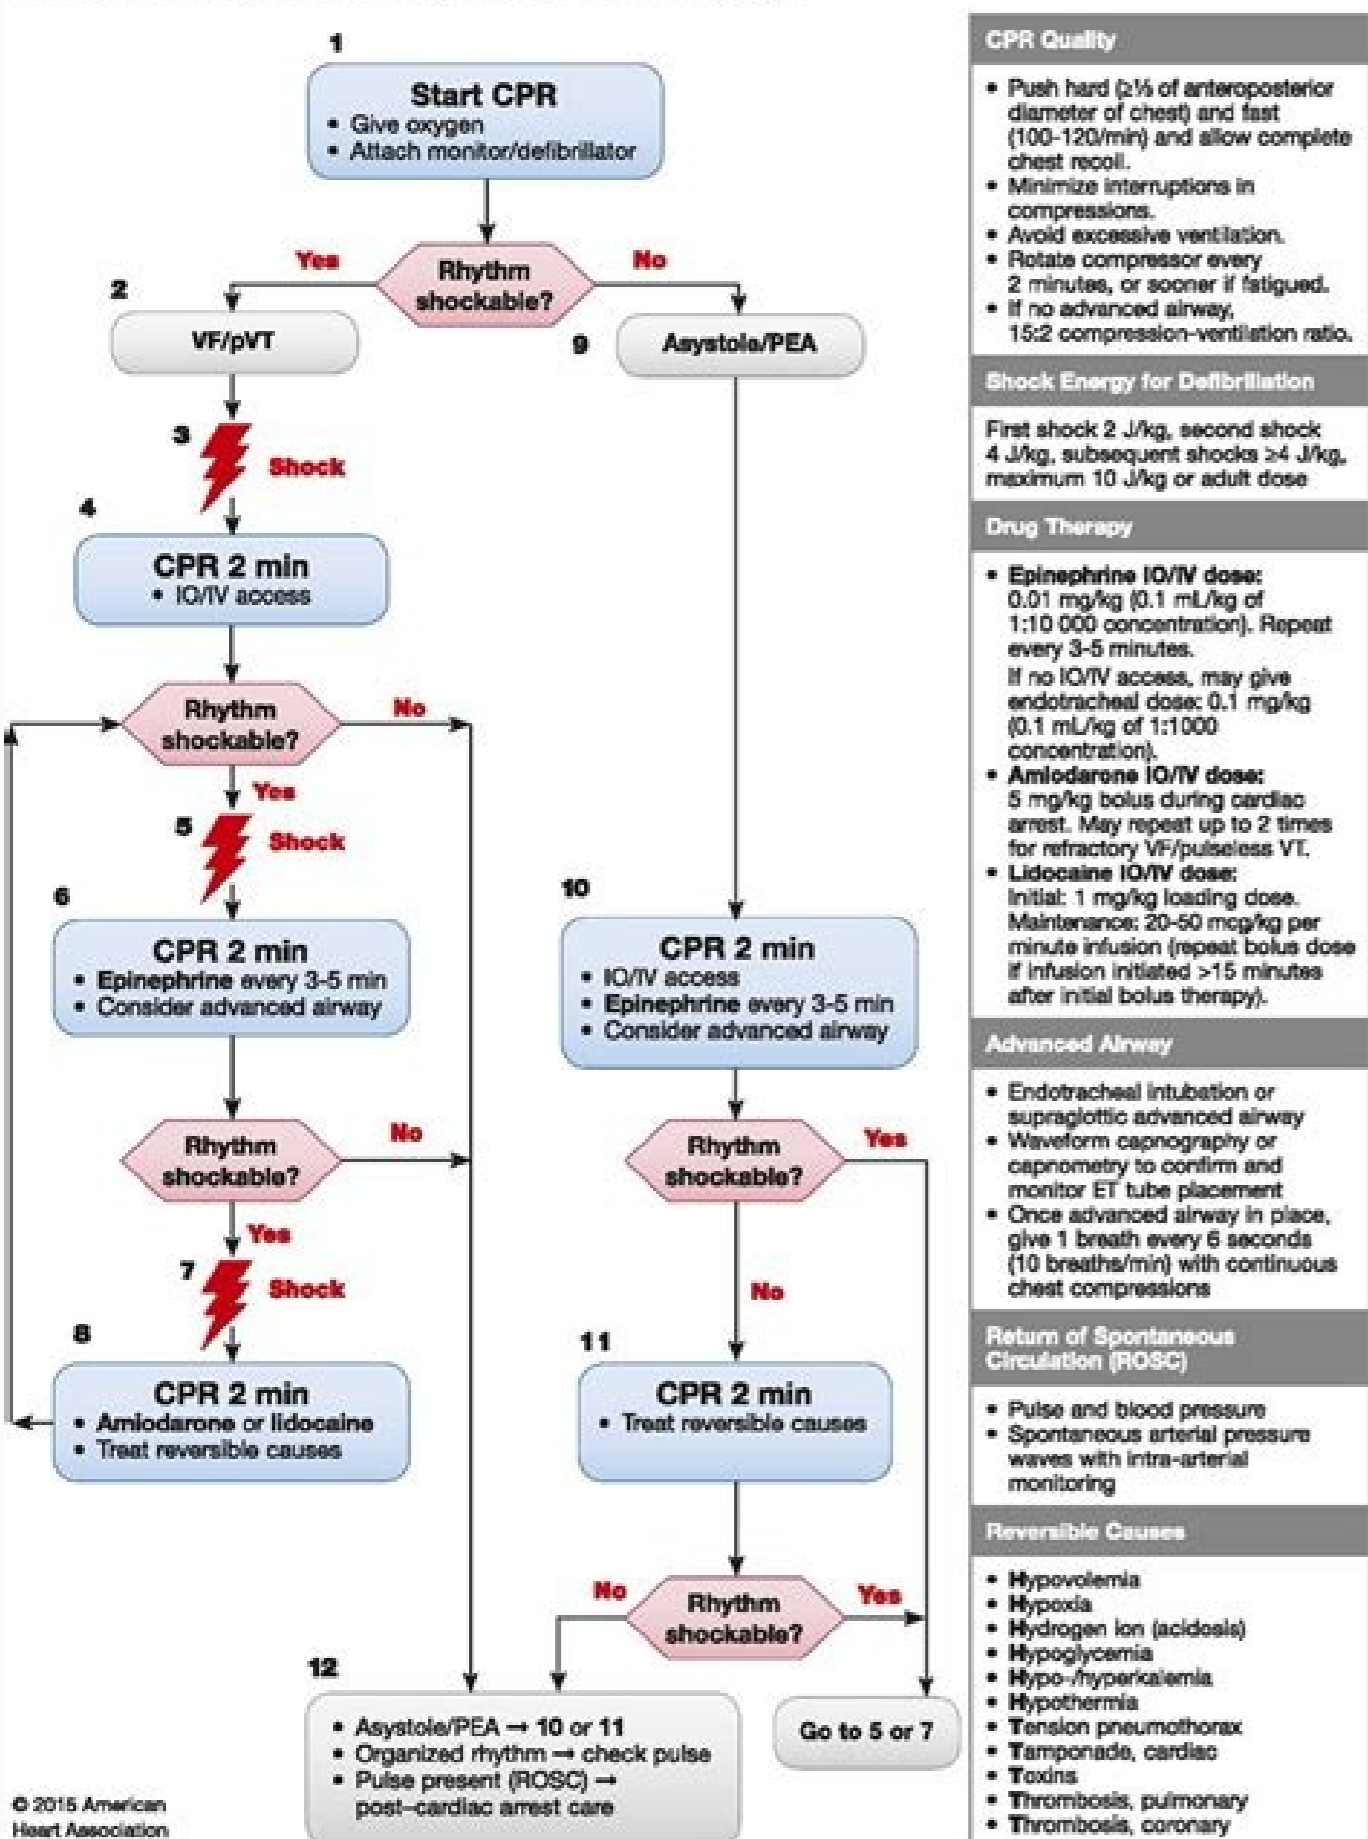 1
Start CPR
• Give oxygen
• Attach monitor/defibrillator
Yes
Rhythm
shockable?
No
2
VF/pVT
9
Asystole/PEA
3
Shock
4
CPR 2 min
• IO/IV access
Rhythm
shockable?
No
Yes
5
Shock
6
CPR 2 min
• Epinephrine every 3-5 min
• Consider advanced airway
10
CPR 2 min
• IO/IV access
• Epinephrine every 3-5 min
• Consider advanced airway
Rhythm
shockable?
No
Yes
Rhythm
shockable?
Yes
No
7
Shock
8
CPR 2 min
• Amiodarone or lidocaine
• Treat reversible causes
11
CPR 2 min
• Treat reversible causes
No
Rhythm
shockable?
Yes
12
• Asystole/PEA → 10 or 11
• Organized rhythm → check pulse
• Pulse present (ROSC) →
post–cardiac arrest care
Go to 5 or 7
© 2015 American
Heart Association
CPR Quality
• Push hard (≥⅓ of anteroposterior
diameter of chest) and fast
(100-120/min) and allow complete
chest recoil.
• Minimize interruptions in
compressions.
• Avoid excessive ventilation.
• Rotate compressor every
2 minutes, or sooner if fatigued.
• If no advanced airway,
15:2 compression-ventilation ratio.
Shock Energy for Defibrillation
First shock 2 J/kg, second shock
4 J/kg, subsequent shocks ≥4 J/kg,
maximum 10 J/kg or adult dose
Drug Therapy
• Epinephrine IO/IV dose:
0.01 mg/kg (0.1 mL/kg of
1:10 000 concentration). Repeat
every 3-5 minutes.
If no IO/IV access, may give
endotracheal dose: 0.1 mg/kg
(0.1 mL/kg of 1:1000
concentration).
• Amiodarone IO/IV dose:
5 mg/kg bolus during cardiac
arrest. May repeat up to 2 times
for refractory VF/pulseless VT.
• Lidocaine IO/IV dose:
Initial: 1 mg/kg loading dose.
Maintenance: 20-50 mcg/kg per
minute infusion (repeat bolus dose
if infusion initiated >15 minutes
after initial bolus therapy).
Advanced Airway
• Endotracheal intubation or
supraglottic advanced airway
• Waveform capnography or
capnometry to confirm and
monitor ET tube placement
• Once advanced airway in place,
give 1 breath every 6 seconds
(10 breaths/min) with continuous
chest compressions
Return of Spontaneous
Circulation (ROSC)
• Pulse and blood pressure
• Spontaneous arterial pressure
waves with intra-arterial
monitoring
Reversible Causes
• Hypovolemia
• Hypoxia
• Hydrogen ion (acidosis)
• Hypoglycemia
• Hypo-/hyperkalemia
• Hypothermia
• Tension pneumothorax
• Tamponade, cardiac
• Toxins
• Thrombosis, pulmonary
• Thrombosis, coronary